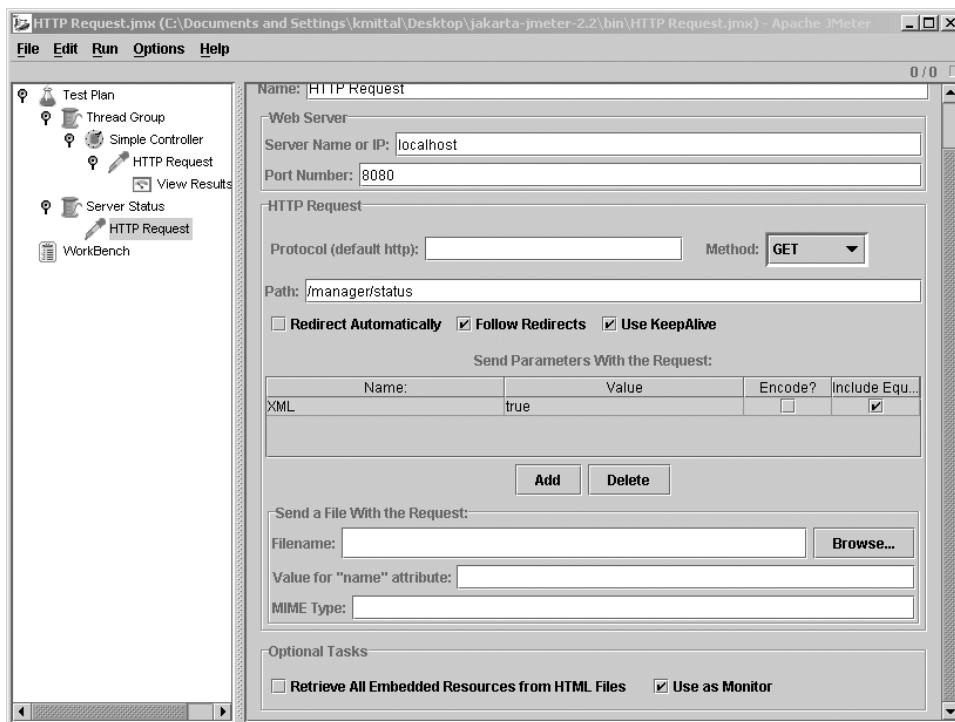 HTTP Request.jmx (C:\Documents and Settings\kmittal\Desktop\jakarta-jmeter-2.2\bin\HTTP Request.jmx) - Apache JMeter
File Edit Run Options Help
0 / 0
Test Plan
Thread Group
Simple Controller
HTTP Request
View Results
Server Status
HTTP Request
WorkBench
Name: HTTP Request
Web Server
Server Name or IP: localhost
Port Number: 8080
HTTP Request
Protocol (default http): Method: GET
Path: /manager/status
Redirect Automatically Follow Redirects Use KeepAlive
Send Parameters With the Request:
Name: Value Encode? Include Equ...
XML true
Add Delete
Send a File With the Request:
Filename: Browse...
Value for "name" attribute:
MIME Type:
Optional Tasks
Retrieve All Embedded Resources from HTML Files Use as Monitor